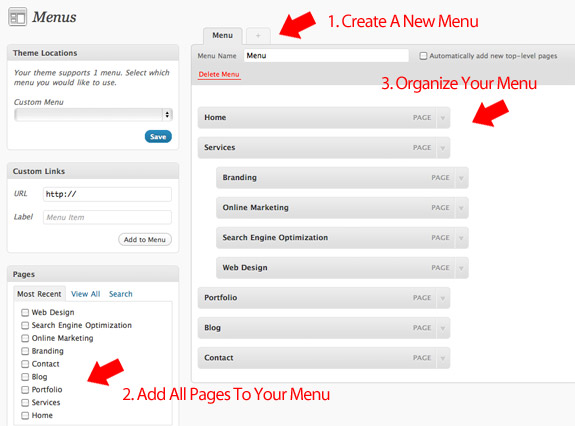 Menus
1. Create A New Menu
Theme Locations
Your theme supports 1 menu. Select which
menu you would like to use.
Custom Menu
Save
Custom Links
URL http://
Label Menu Item
Add to Menu
Pages
Most Recent View All Search
Web Design
Search Engine Optimization
Online Marketing
Branding
Contact
Blog
Portfolio
Services
Home
2. Add All Pages To Your Menu
Menu +
Menu Name Menu Automatically add new top-level pages
Delete Menu
3. Organize Your Menu
Home PAGE
Services PAGE
Branding PAGE
Online Marketing PAGE
Search Engine Optimization PAGE
Web Design PAGE
Portfolio PAGE
Blog PAGE
Contact PAGE